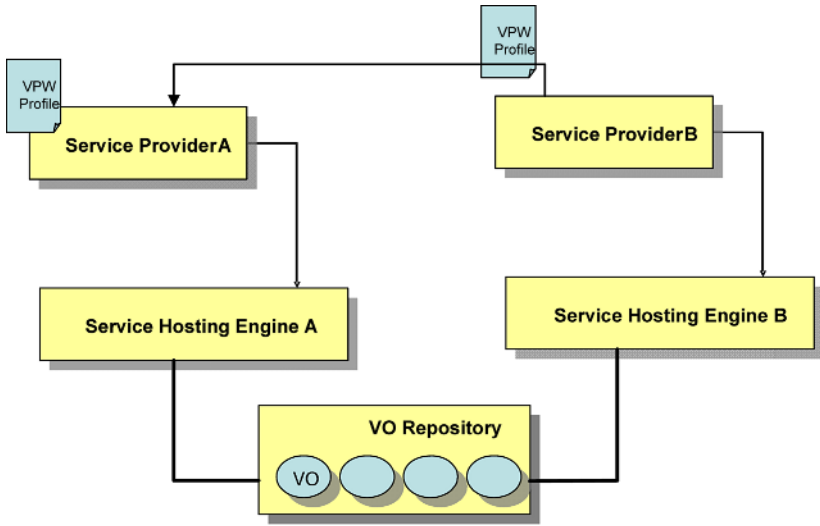 VPW
Profile
VPW
Profile
Service ProviderA
Service ProviderB
Service Hosting Engine A
Service Hosting Engine B
VO Repository
VO